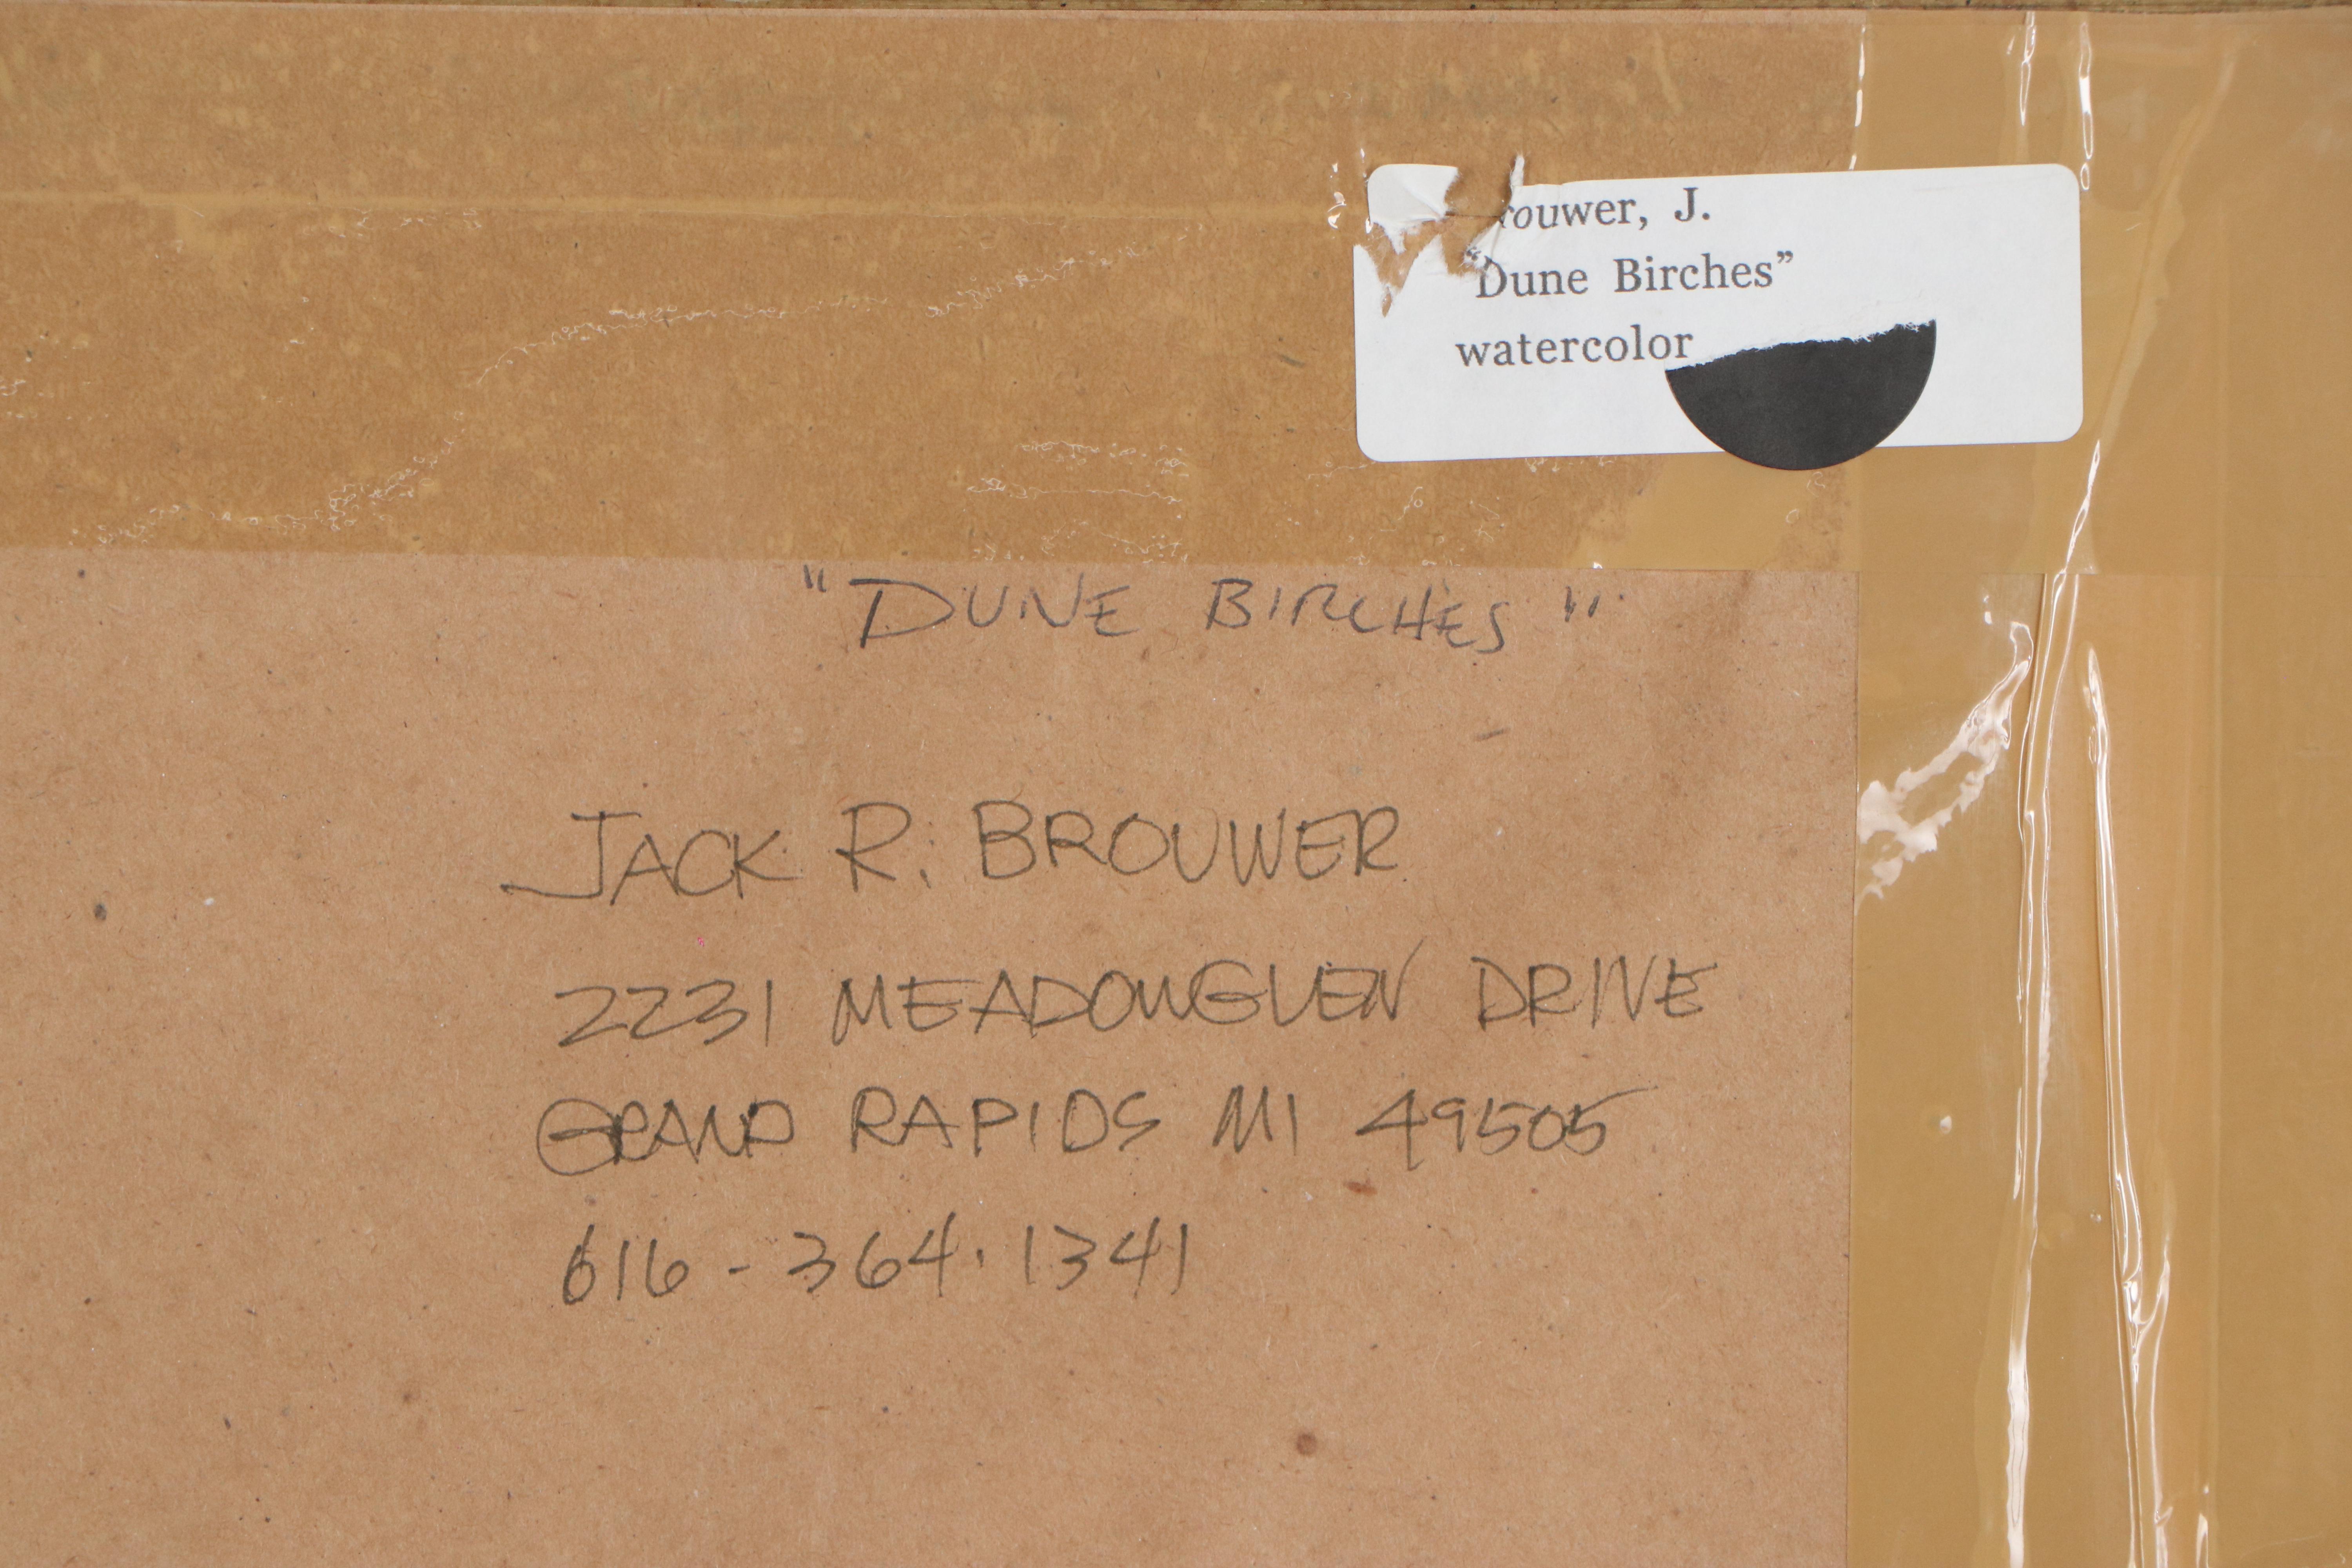 rouwer, J.
"Dune Birches"
watercolor
"DUNE BIRCHES"
JACK R. BROUWER
2231 MEADOWGLEN DRIVE
GRAND RAPIDS MI 49505
616-364.1341